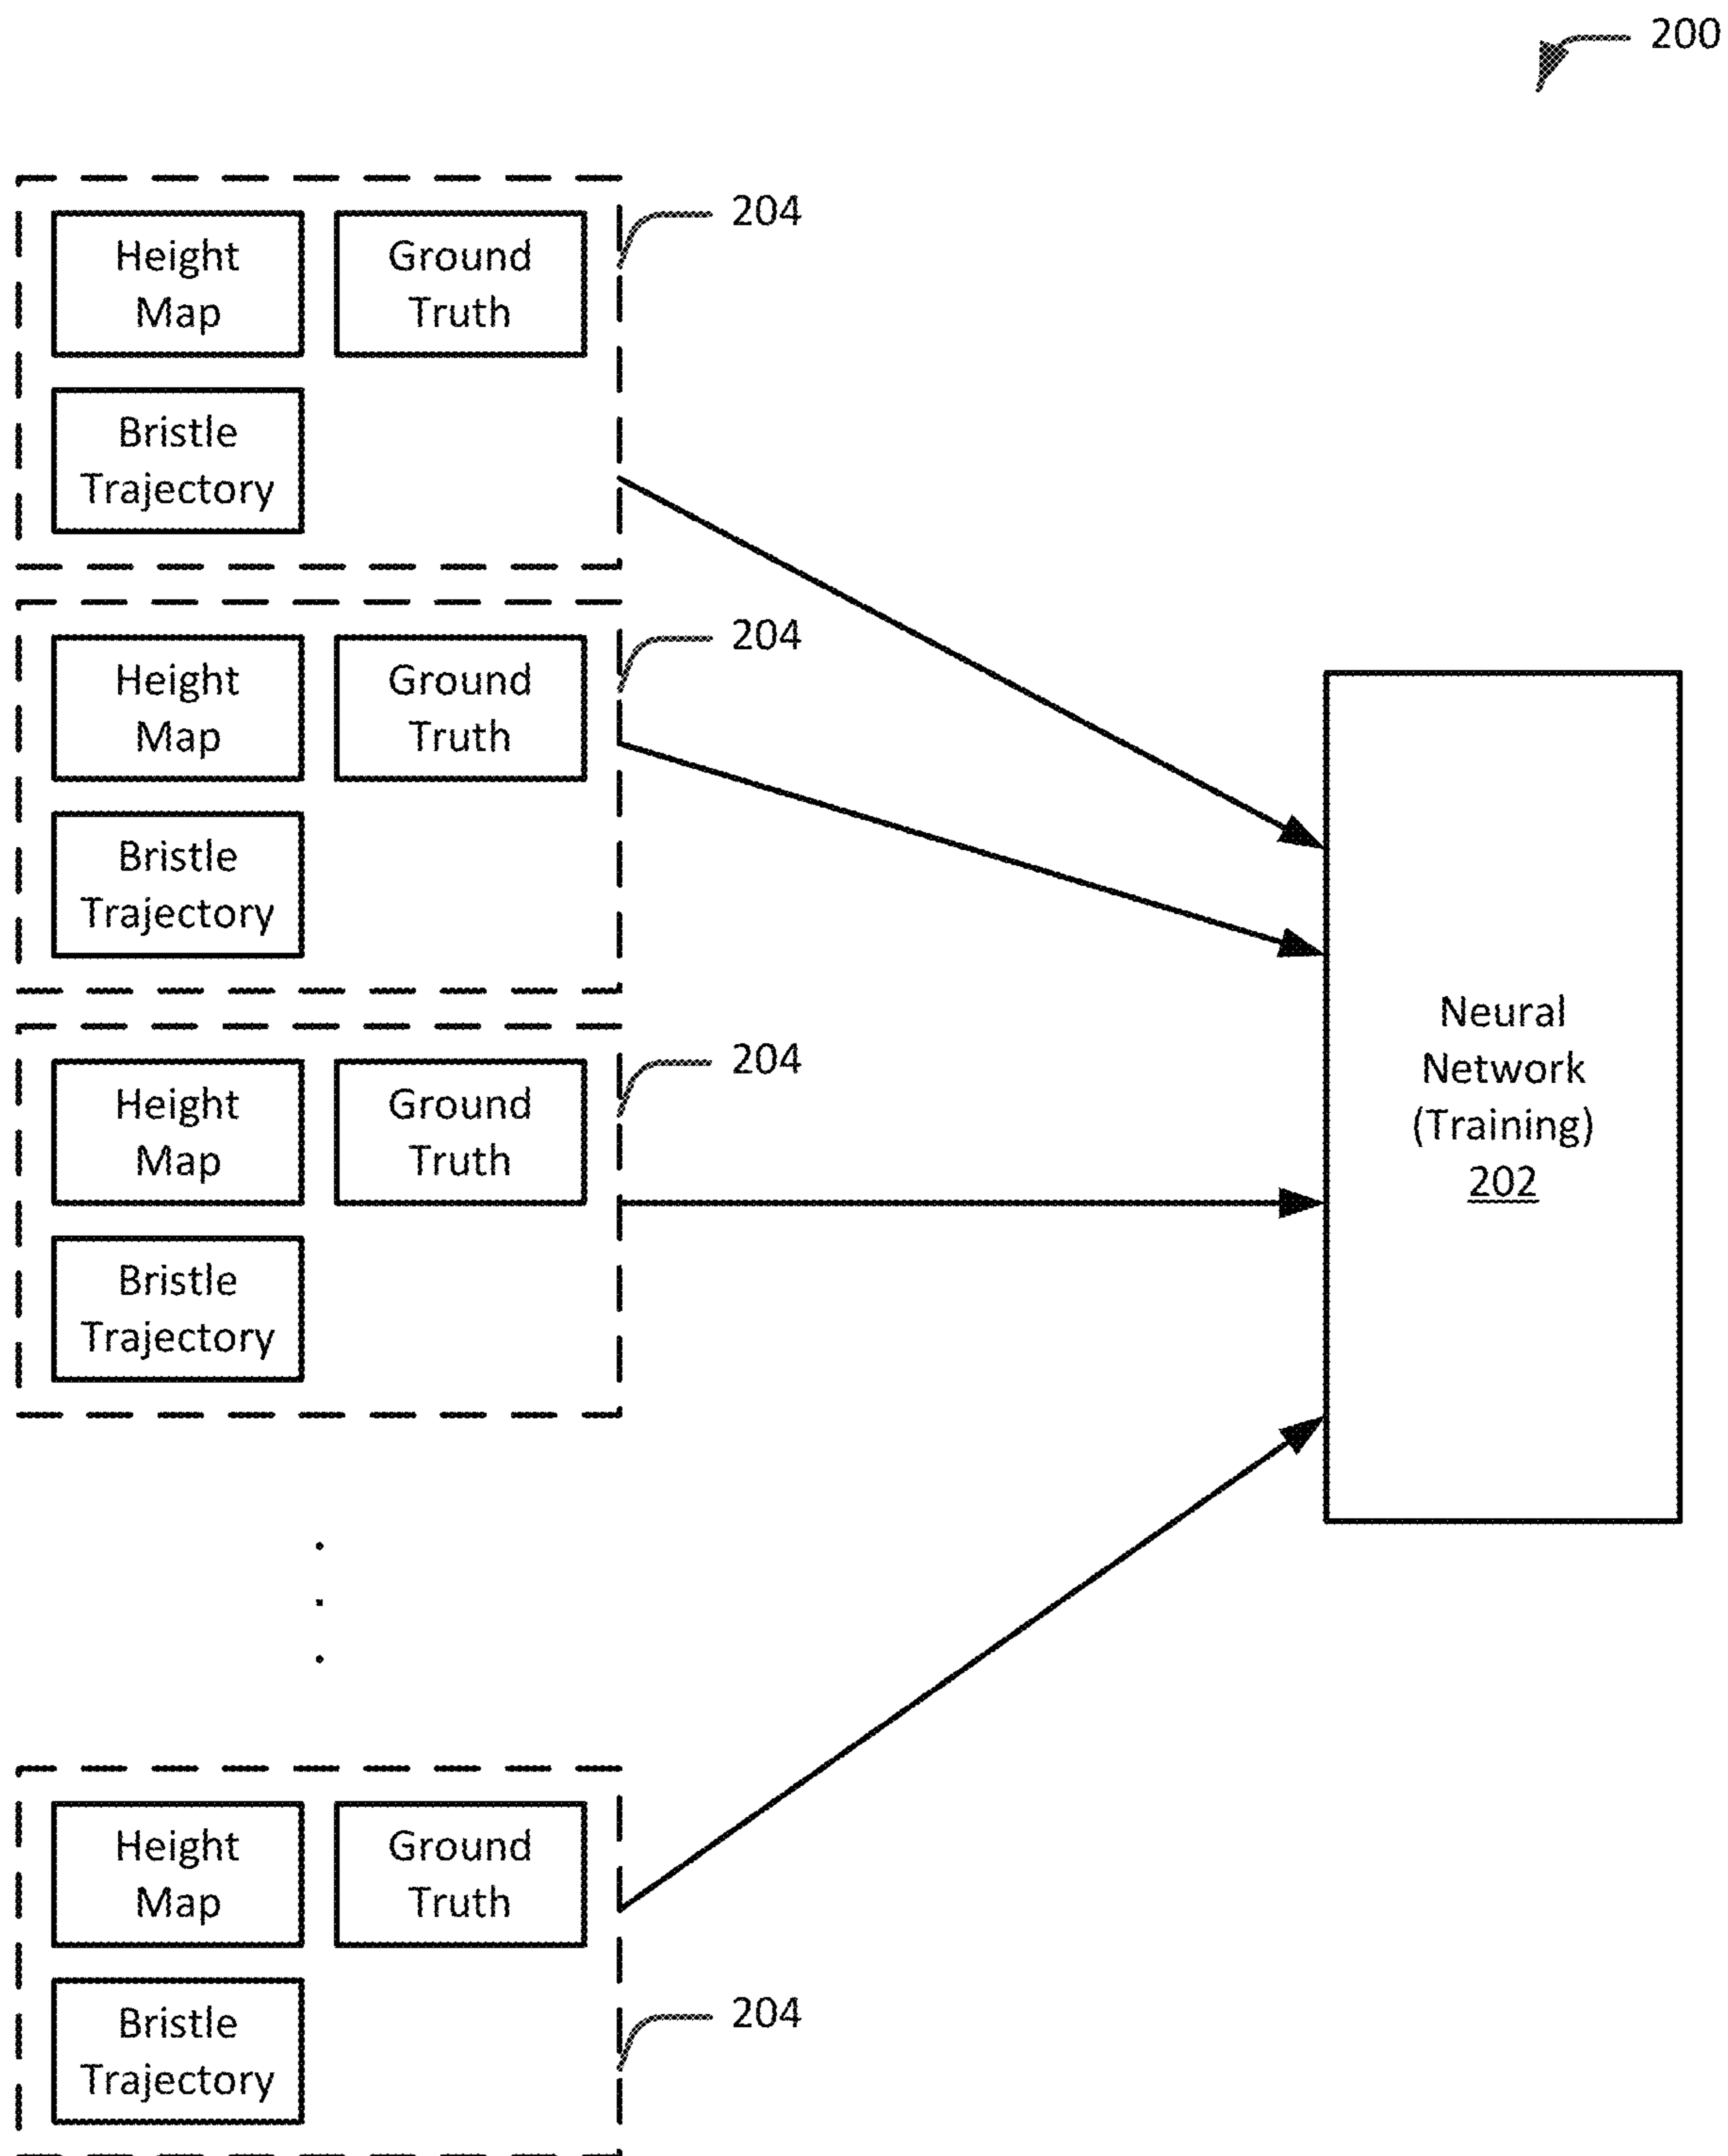 200
204
Height
Map
Ground
Truth
Bristle
Trajectory
204
Height
Map
Ground
Truth
Bristle
Trajectory
204
Height
Map
Ground
Truth
Bristle
Trajectory
Neural
Network
(Training)
202
.
.
.
Height
Map
Ground
Truth
Bristle
Trajectory
204